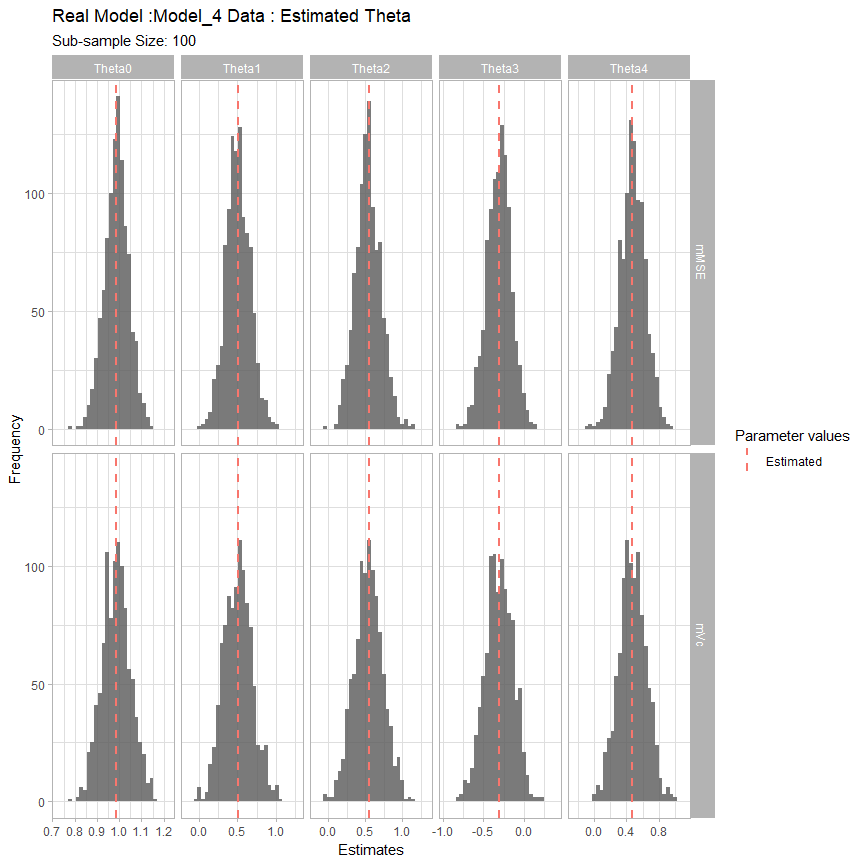 Real Model :Model_4 Data : Estimated Theta
Sub-sample Size: 100
Theta0 Theta1 Theta2 Theta3 Theta4
100
50
0
mMSE
Frequency
100
50
0
mVc
0.7 0.8 0.9 1.0 1.1 1.2 0.0 0.5 1.0 0.0 0.5 1.0 -1.0 -0.5 0.0 0.0 0.4 0.8
Estimates
Parameter values
Estimated